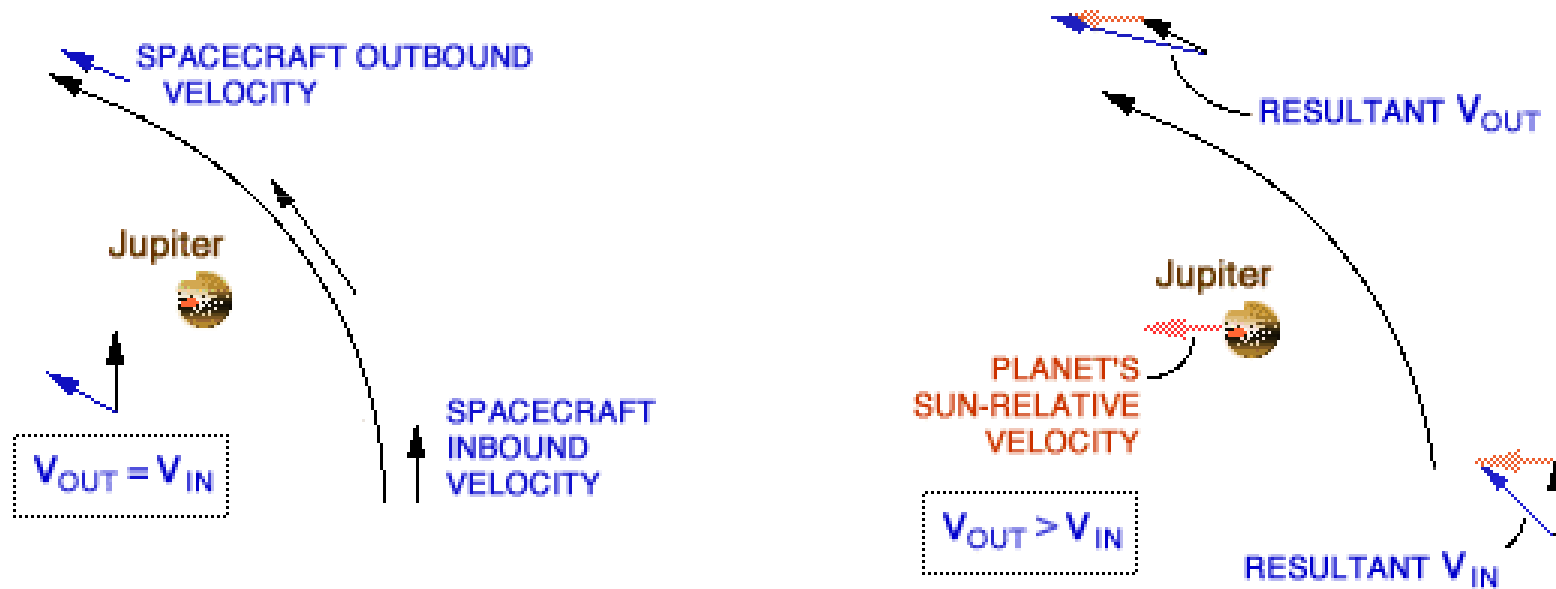 SPACECRAFT OUTBOUND
VELOCITY
Jupiter
SPACECRAFT
INBOUND
VELOCITY
VOUT = VIN
RESULTANT VOUT
Jupiter
PLANET'S
SUN-RELATIVE
VELOCITY
VOUT > VIN
RESULTANT VIN